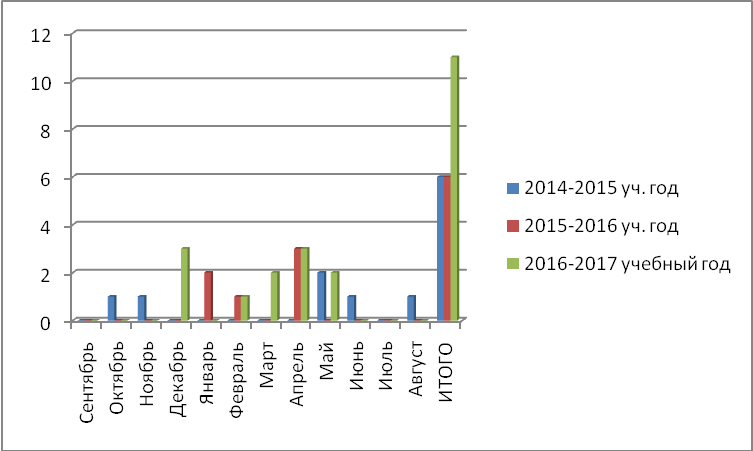 12
10
8
6
4
2
0
Сентябрь
Октябрь
Ноябрь
Декабрь
Январь
Февраль
Март
Апрель
Май
Июнь
Июль
Август
ИТОГО
2014-2015 уч. год
2015-2016 уч. год
2016-2017 учебный год